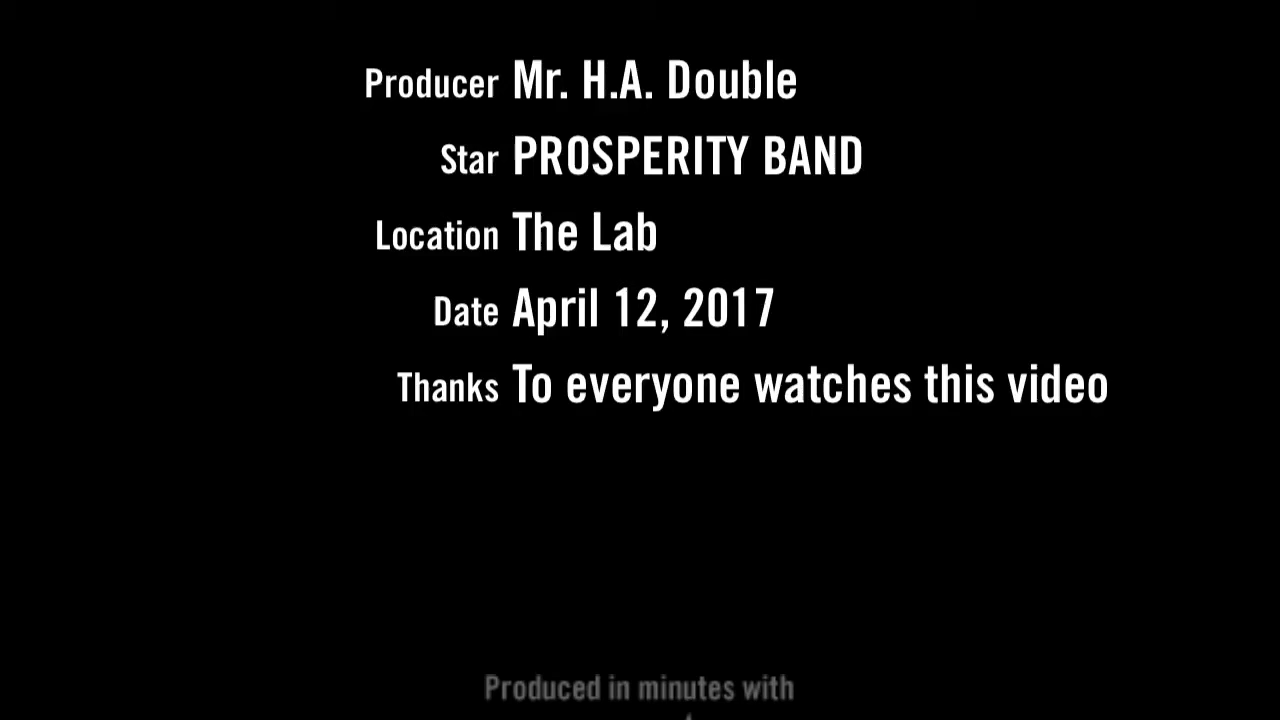 Producer Mr. H.A. Double
Star PROSPERITY BAND
Location The Lab
Date April 12, 2017
Thanks To everyone watches this video
Produced in minutes with